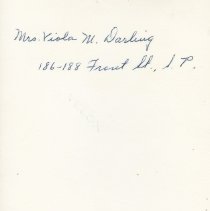 Mrs. Viola M. Darling
186-188 Front St., S. P.